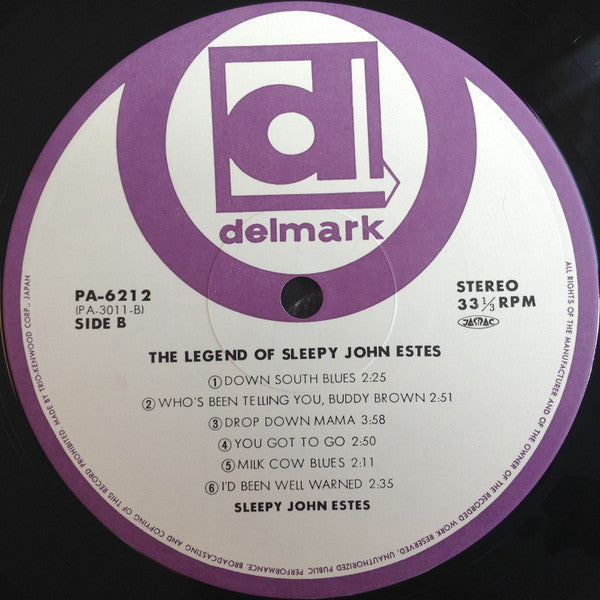 d
delmark
PA-6212
(PA-3011-B)
SIDE B
STEREO
33 1/3 RPM
JASRAC
THE LEGEND OF SLEEPY JOHN ESTES
① DOWN SOUTH BLUES 2:25
② WHO'S BEEN TELLING YOU, BUDDY BROWN 2:51
③ DROP DOWN MAMA 3:58
④ YOU GOT TO GO 2:50
⑤ MILK COW BLUES 2:11
⑥ I'D BEEN WELL WARNED 2:35
SLEEPY JOHN ESTES
ALL RIGHTS OF THE MANUFACTURER AND OF THE OWNER OF THE RECORDED WORK RESERVED. UNAUTHORIZED PUBLIC PERFORMANCE, BROADCASTING AND COPYING OF THIS RECORD PROHIBITED. MADE BY TRIO-KENWOOD CORP., JAPAN